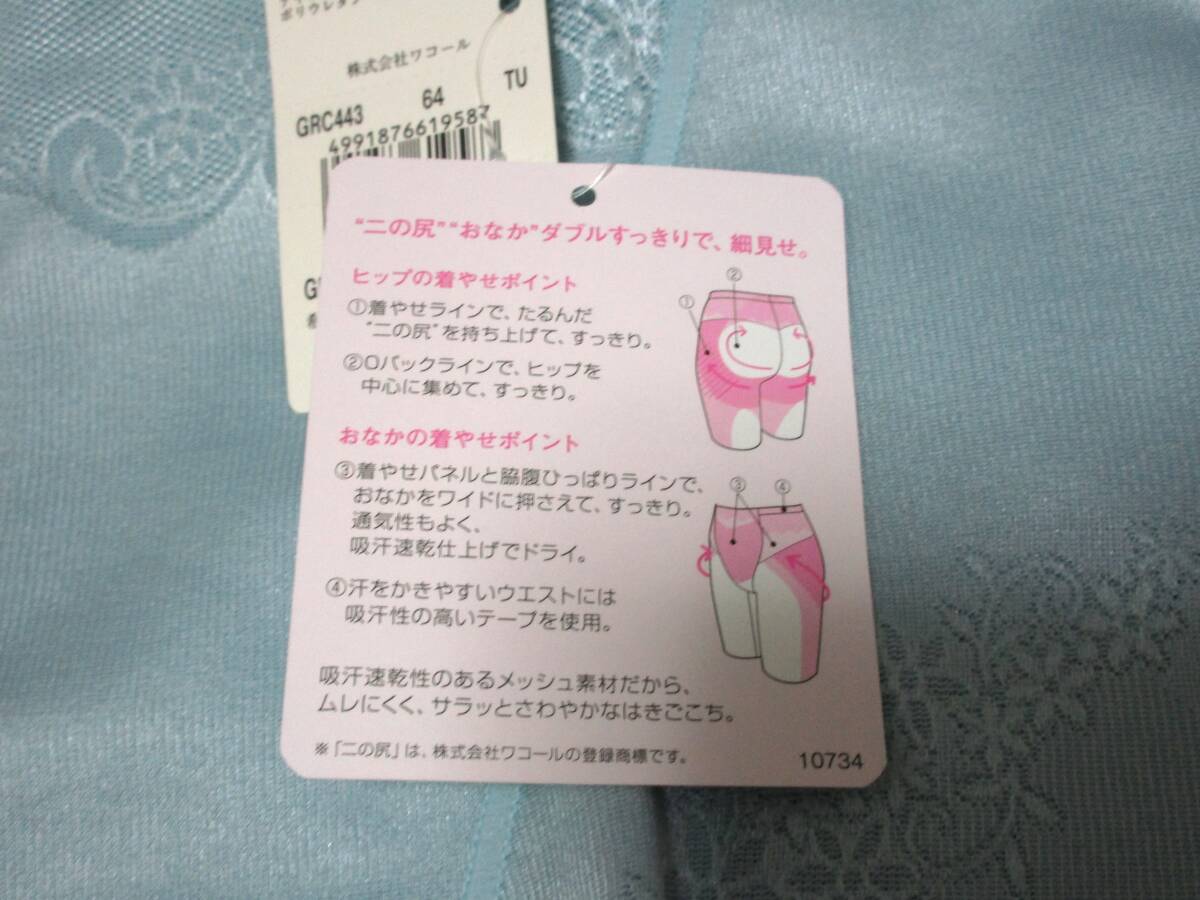 ポリウレタン
株式会社ワコール
GRC443 64 TU
4991876619587
"二の尻""おなか"ダブルすっきりで、細見せ。
ヒップの着やせポイント
①着やせラインで、たるんだ
"二の尻"を持ち上げて、すっきり。
②Oバックラインで、ヒップを
中心に集めて、すっきり。
① ②
おなかの着やせポイント
③着やせパネルと脇腹ひっぱりラインで、
おなかをワイドに押さえて、すっきり。
通気性もよく、
吸汗速乾仕上げでドライ。
④汗をかきやすいウエストには
吸汗性の高いテープを使用。
③ ④
吸汗速乾性のあるメッシュ素材だから、
ムレにくく、サラッとさわやかなはきごこち。
※「二の尻」は、株式会社ワコールの登録商標です。
10734